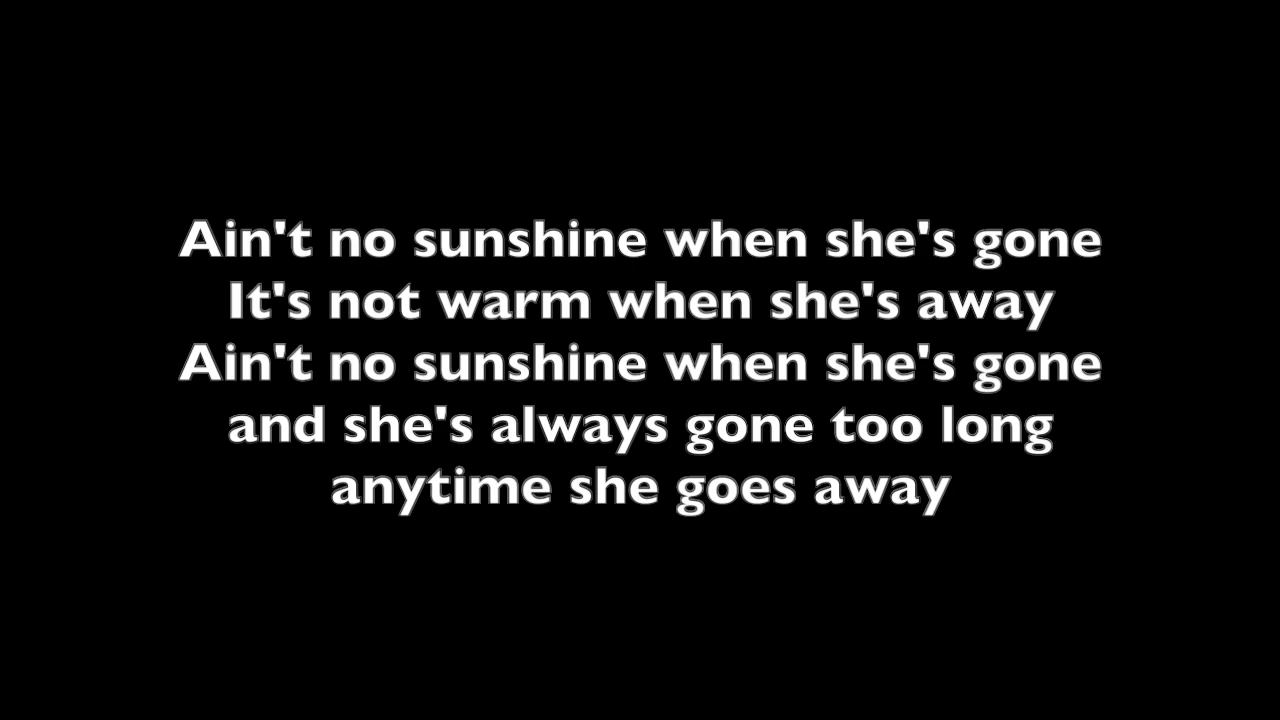 Ain't no sunshine when she's gone
It's not warm when she's away
Ain't no sunshine when she's gone
and she's always gone too long
anytime she goes away